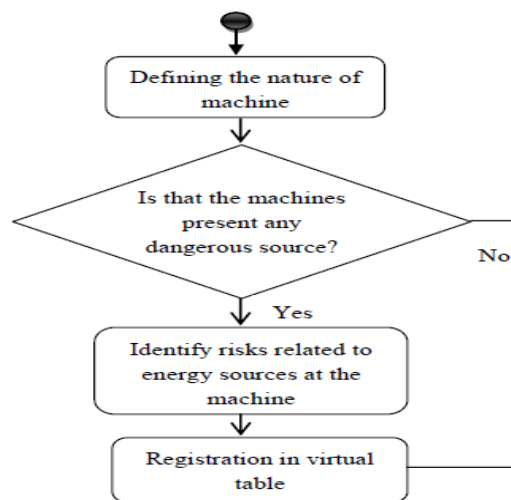 Defining the nature of
machine
Is that the machines
present any
dangerous source?
No
Yes
Identify risks related to
energy sources at the
machine
Registration in virtual
table